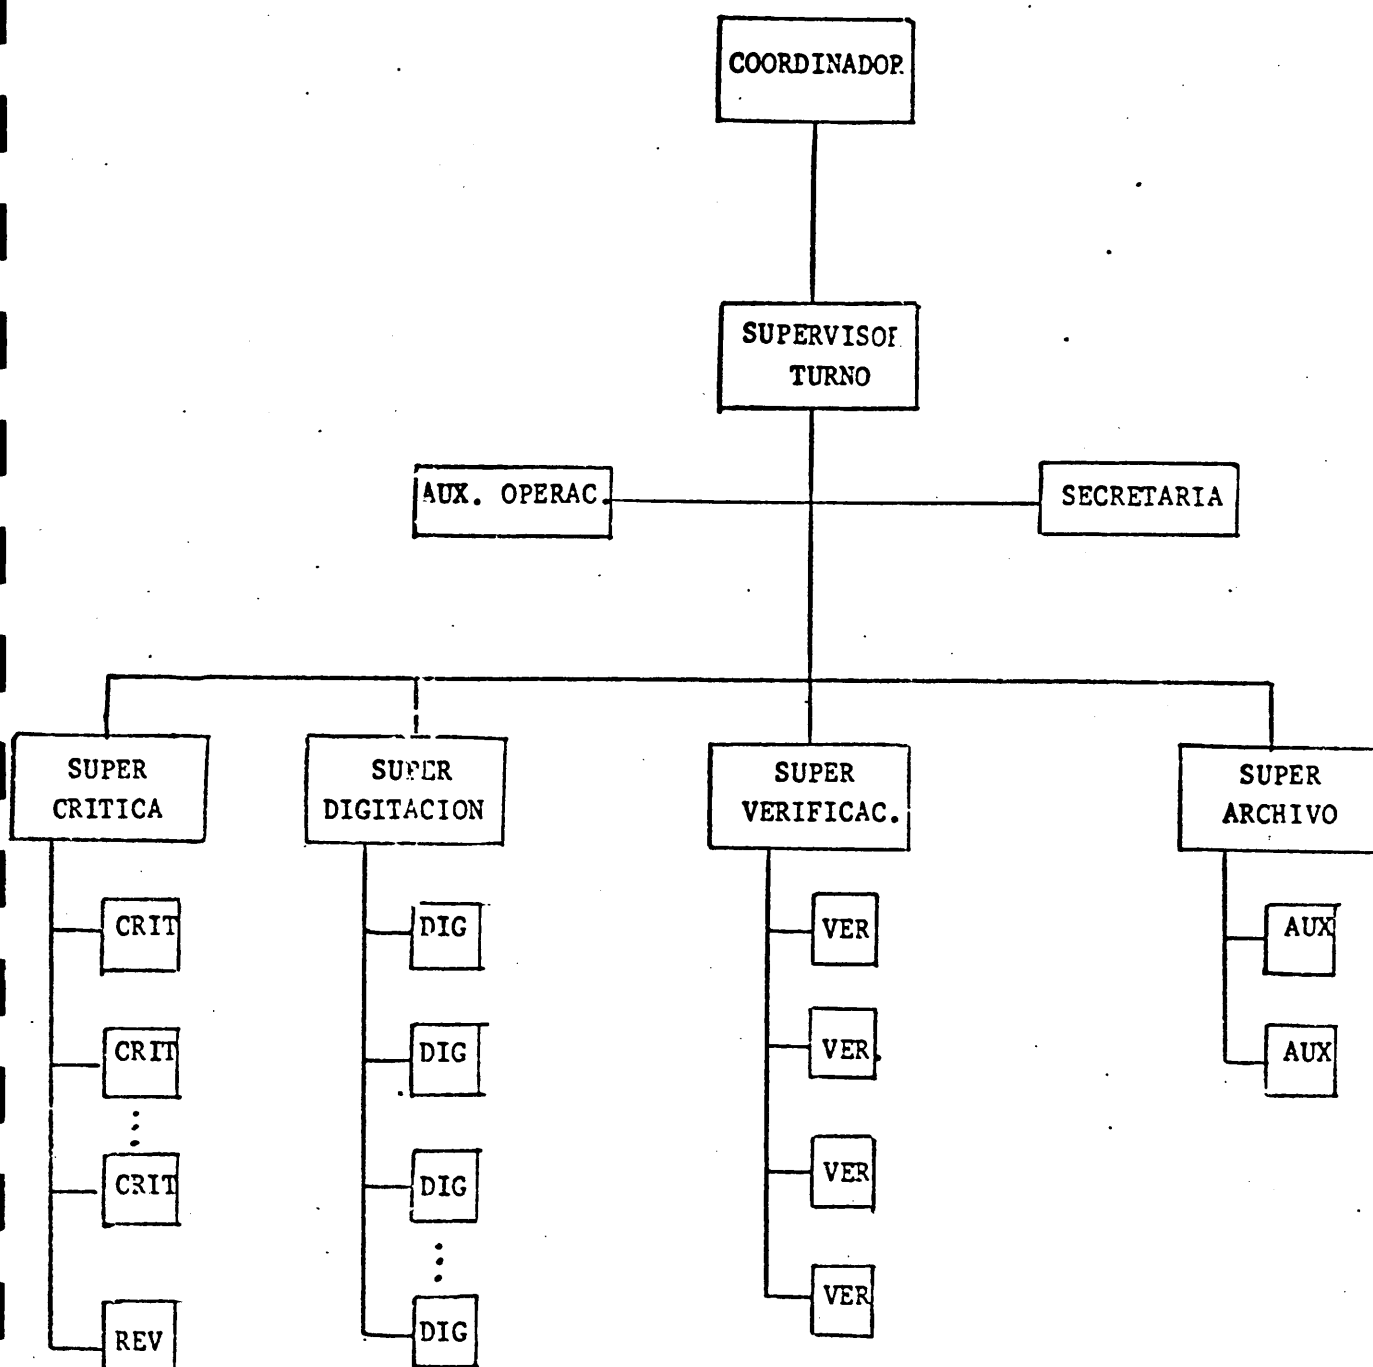 COORDINADOR
SUPERVISOR
TURNO
AUX. OPERAC.
SECRETARIA
SUPER
CRITICA
SUPER
DIGITACION
SUPER
VERIFICAC.
SUPER
ARCHIVO
CRIT
DIG
VER
AUX
CRIT
DIG
VER
AUX
CRIT
DIG
VER
REV
DIG
VER